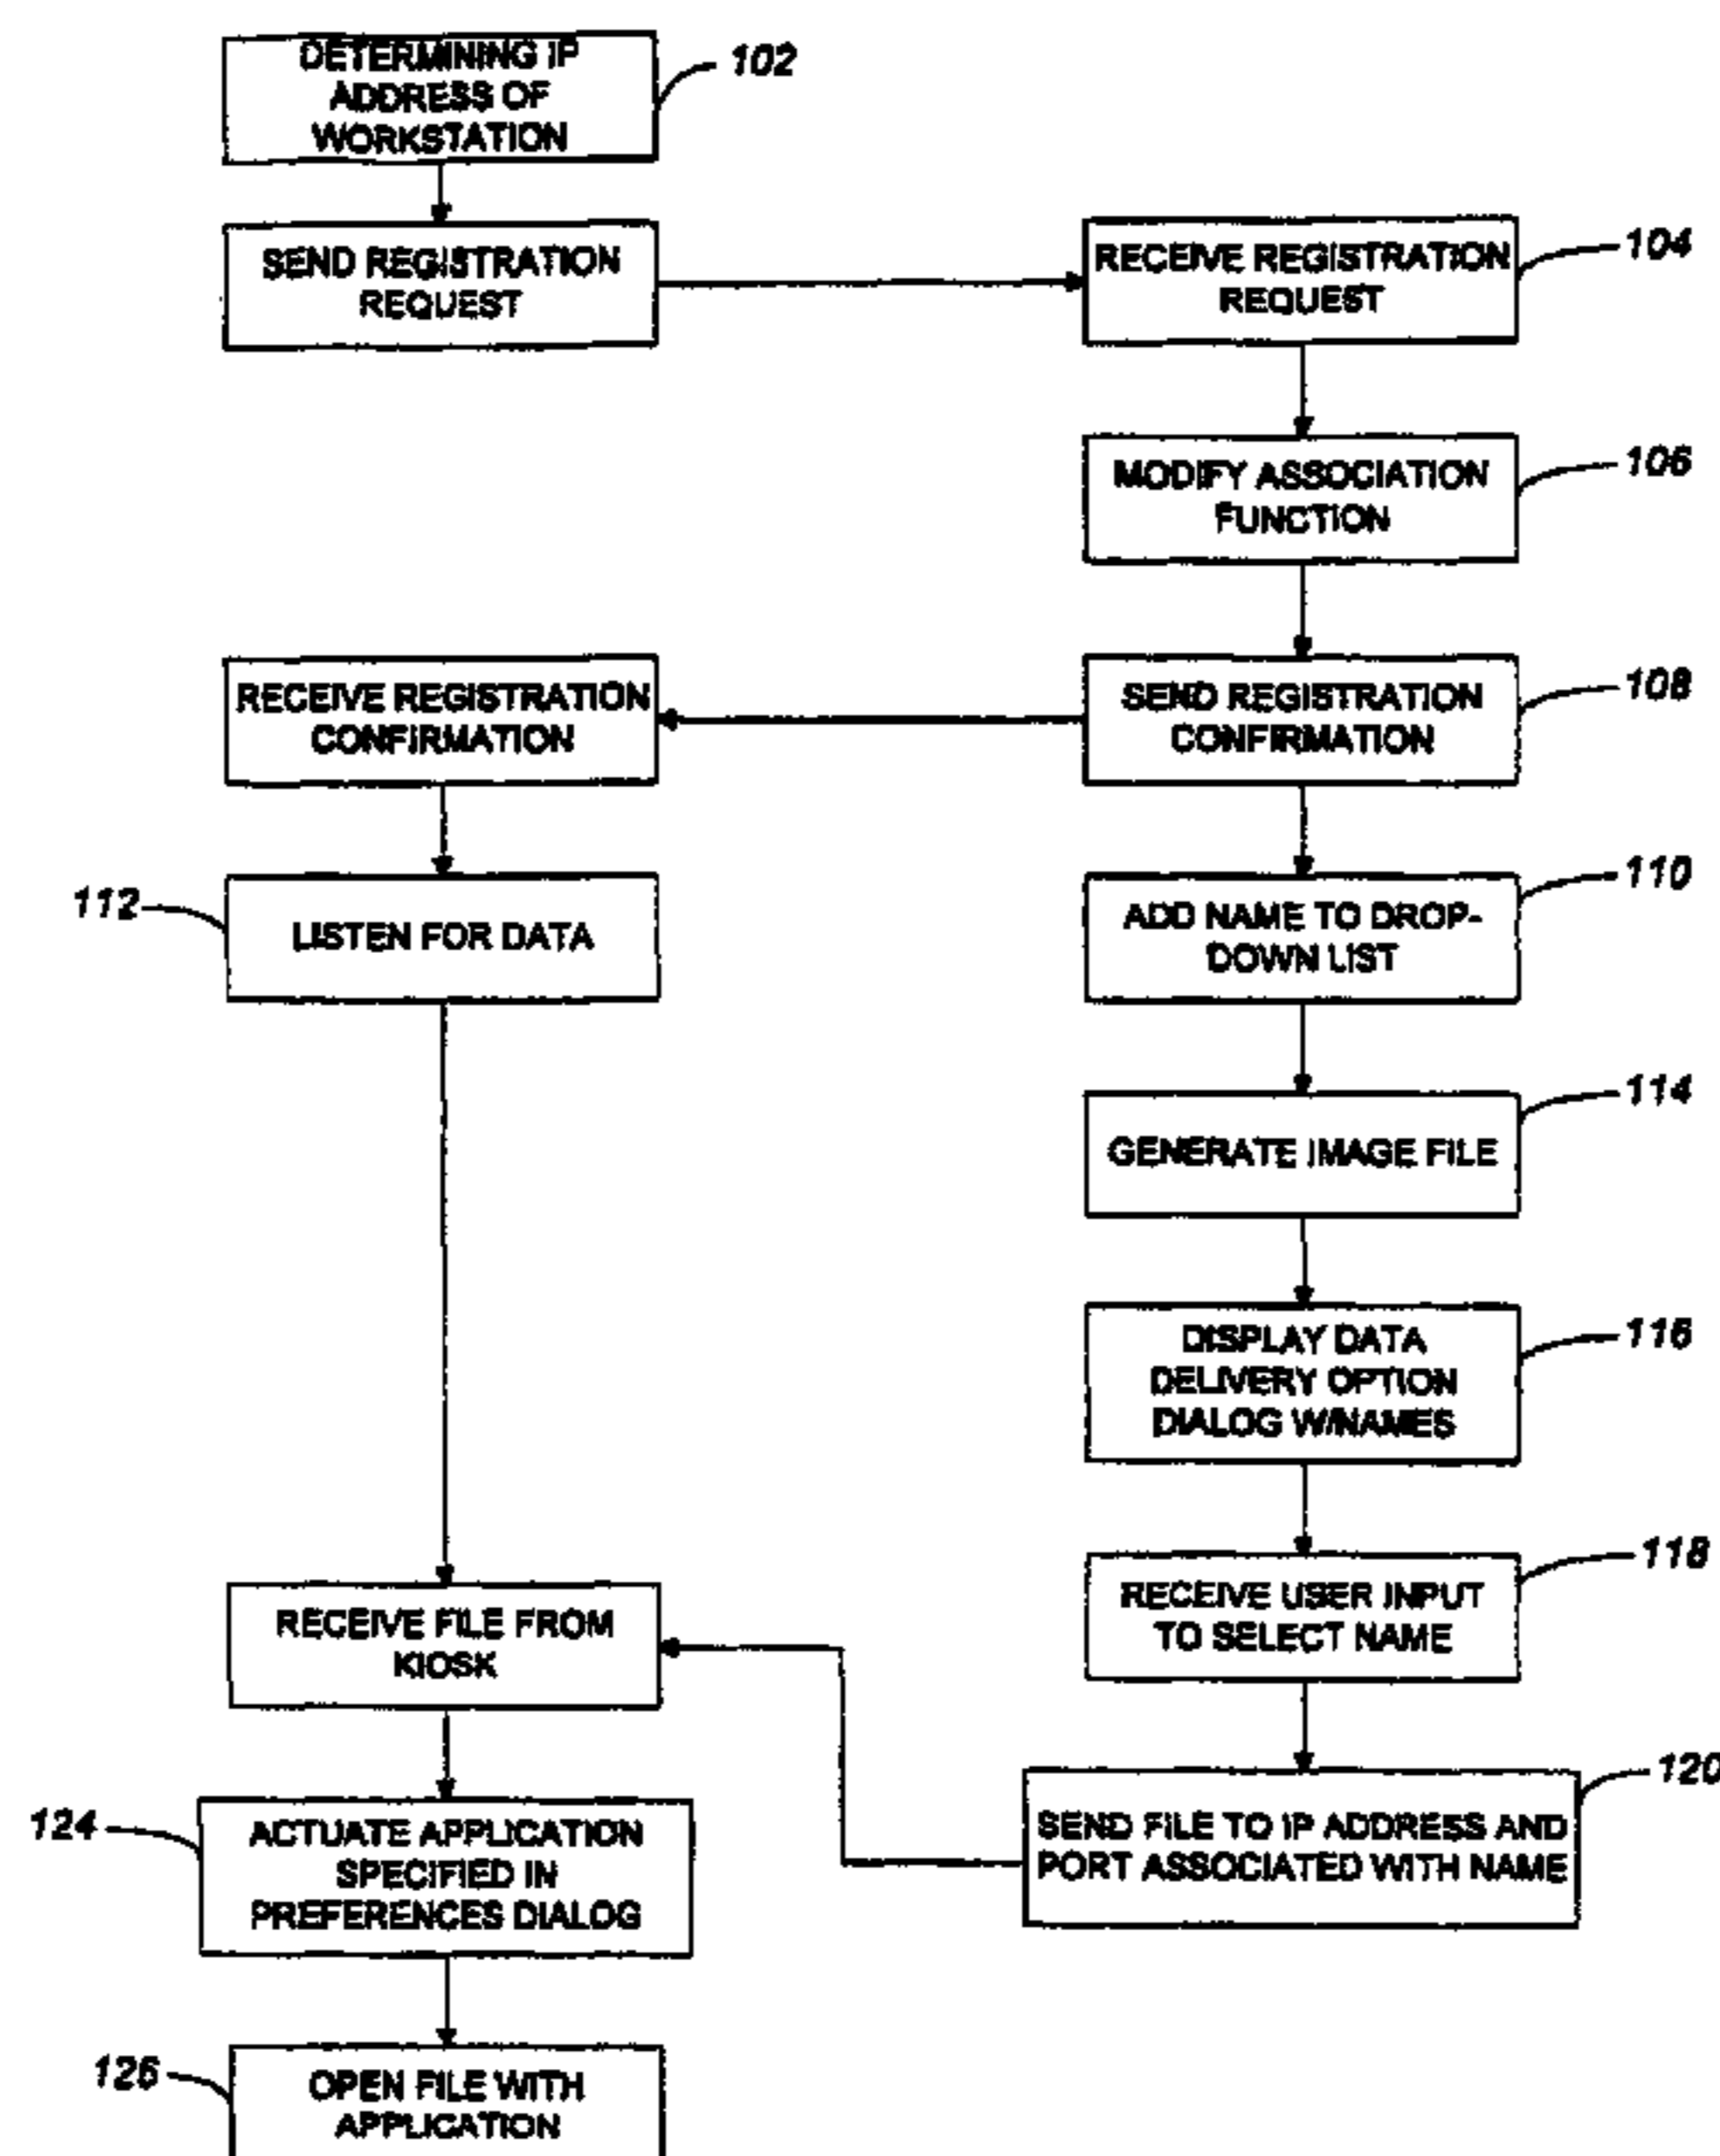 DETERMINING IP
ADDRESS OF
WORKSTATION
102
SEND REGISTRATION
REQUEST
RECEIVE REGISTRATION
REQUEST
104
MODIFY ASSOCIATION
FUNCTION
106
RECEIVE REGISTRATION
CONFIRMATION
SEND REGISTRATION
CONFIRMATION
108
112
LISTEN FOR DATA
ADD NAME TO DROP-
DOWN LIST
110
GENERATE IMAGE FILE
114
DISPLAY DATA
DELIVERY OPTION
DIALOG W/NAMES
116
RECEIVE USER INPUT
TO SELECT NAME
118
RECEIVE FILE FROM
KIOSK
SEND FILE TO IP ADDRESS AND
PORT ASSOCIATED WITH NAME
120
124
ACTUATE APPLICATION
SPECIFIED IN
PREFERENCES DIALOG
126
OPEN FILE WITH
APPLICATION